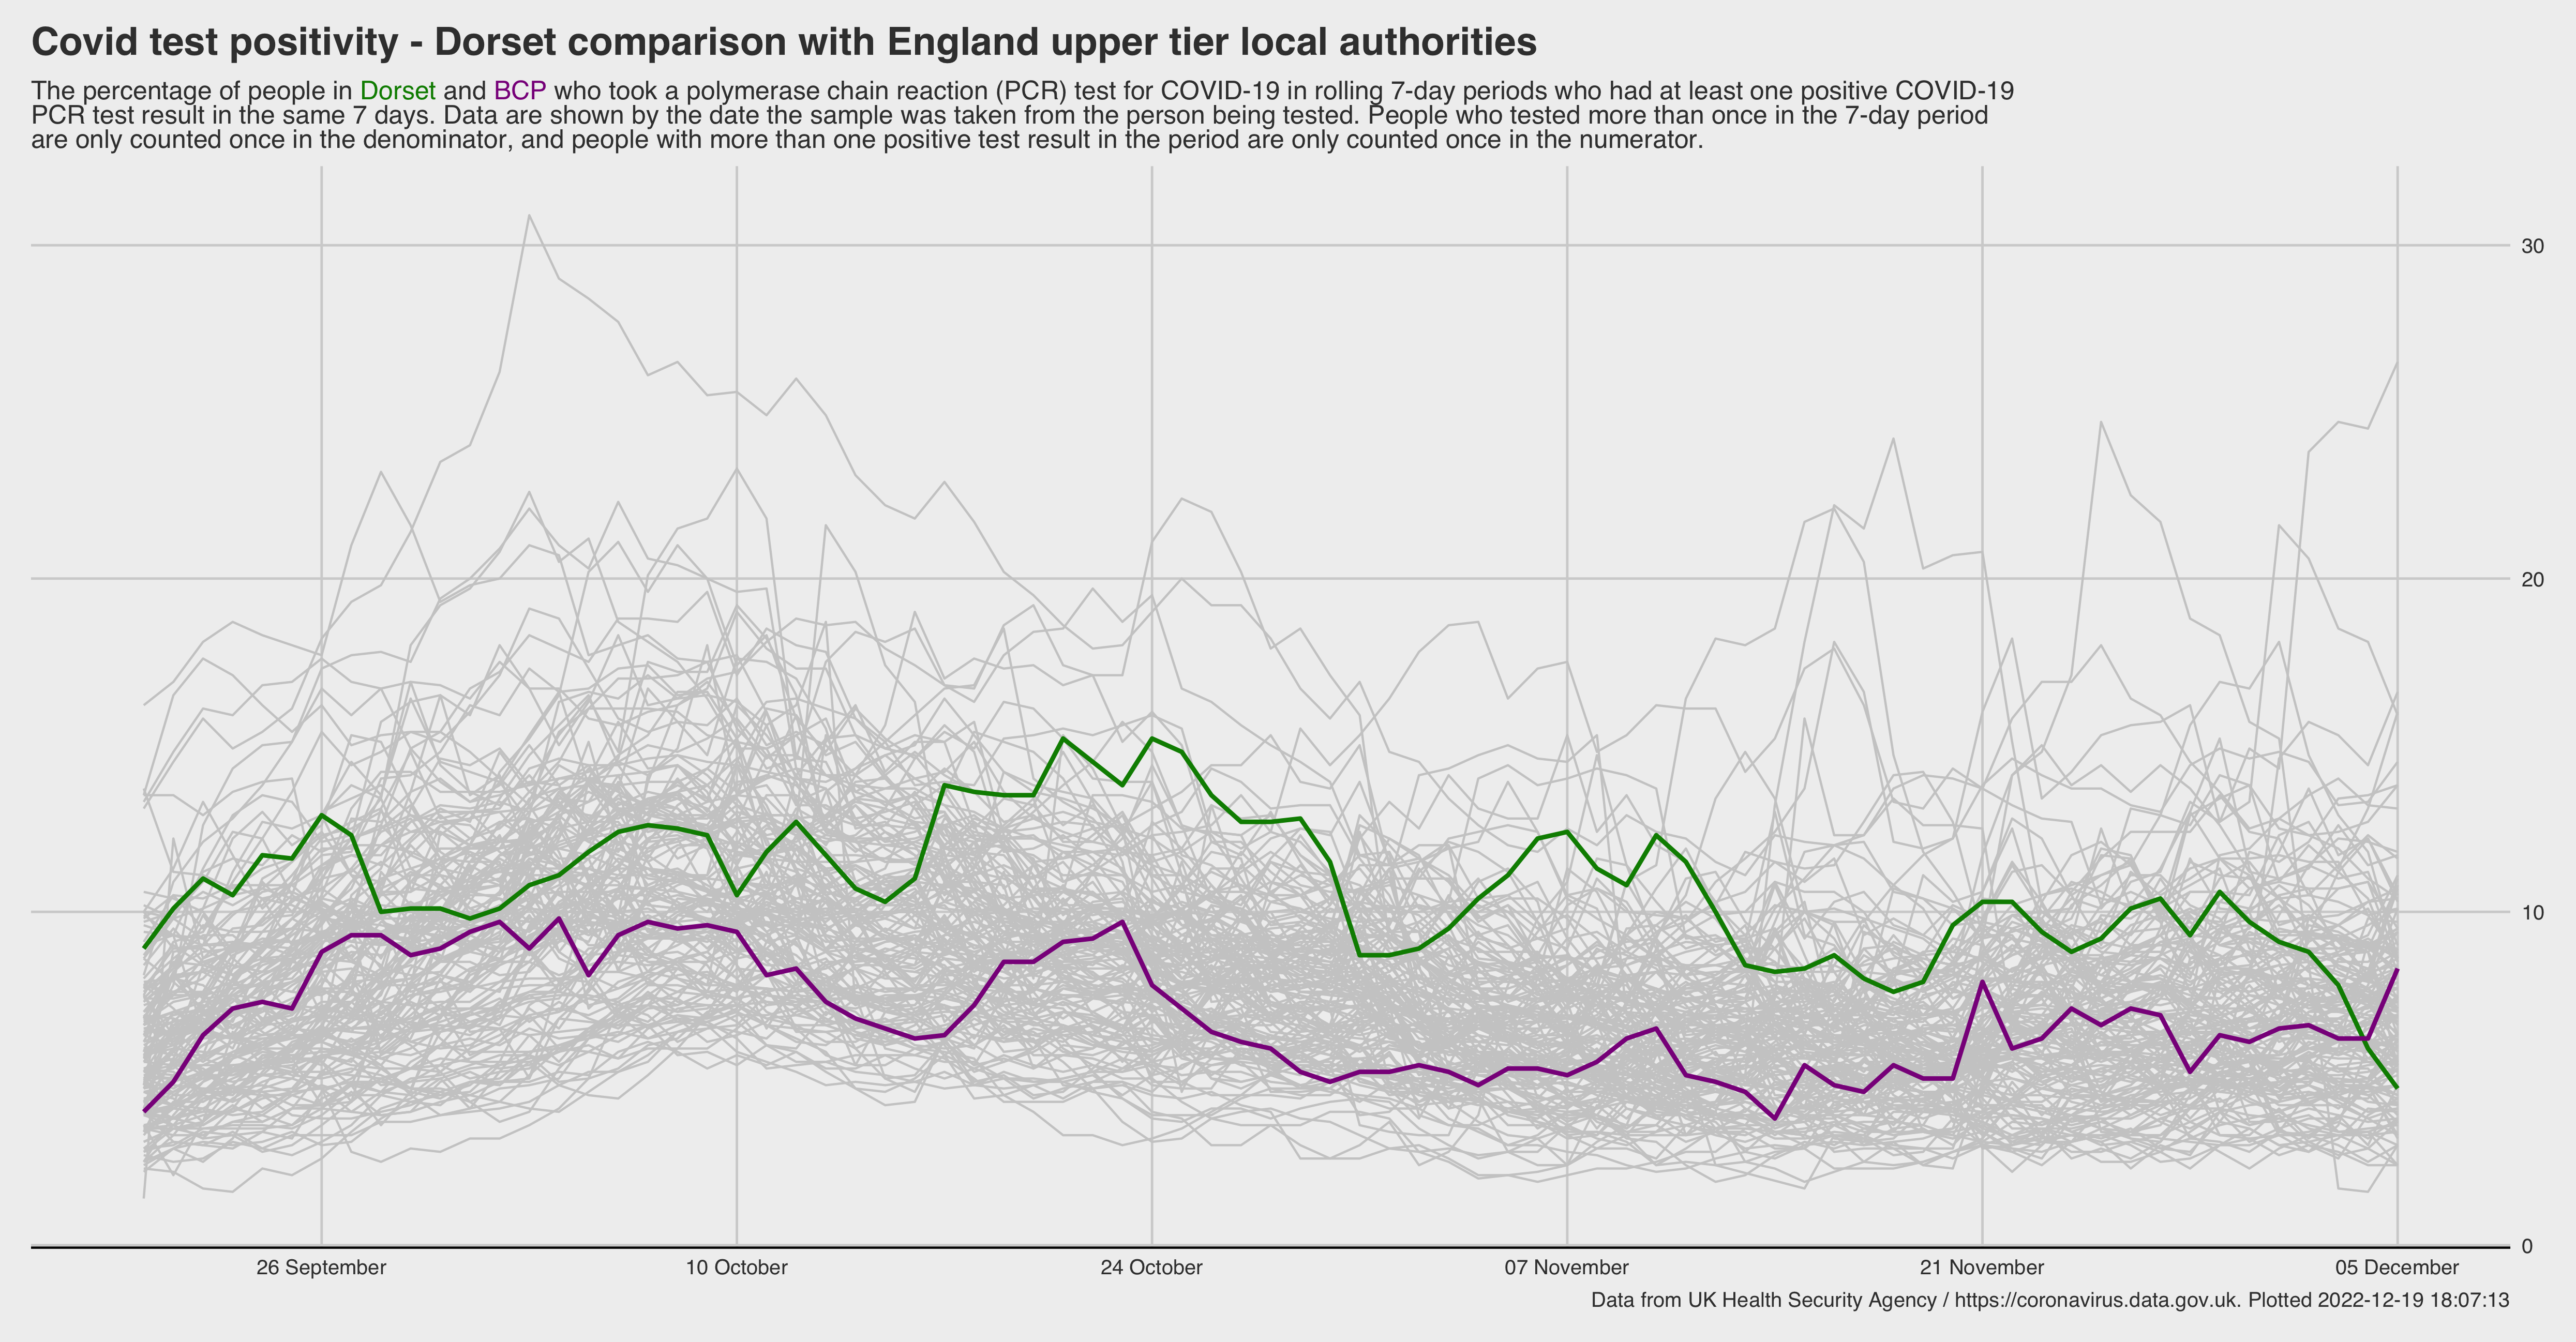 Covid test positivity - Dorset comparison with England upper tier local authorities
The percentage of people in Dorset and BCP who took a polymerase chain reaction (PCR) test for COVID-19 in rolling 7-day periods who had at least one positive COVID-19
PCR test result in the same 7 days. Data are shown by the date the sample was taken from the person being tested. People who tested more than once in the 7-day period
are only counted once in the denominator, and people with more than one positive test result in the period are only counted once in the numerator.
30
20
10
0
26 September
10 October
24 October
07 November
21 November
05 December
Data from UK Health Security Agency / https://coronavirus.data.gov.uk. Plotted 2022-12-19 18:07:13